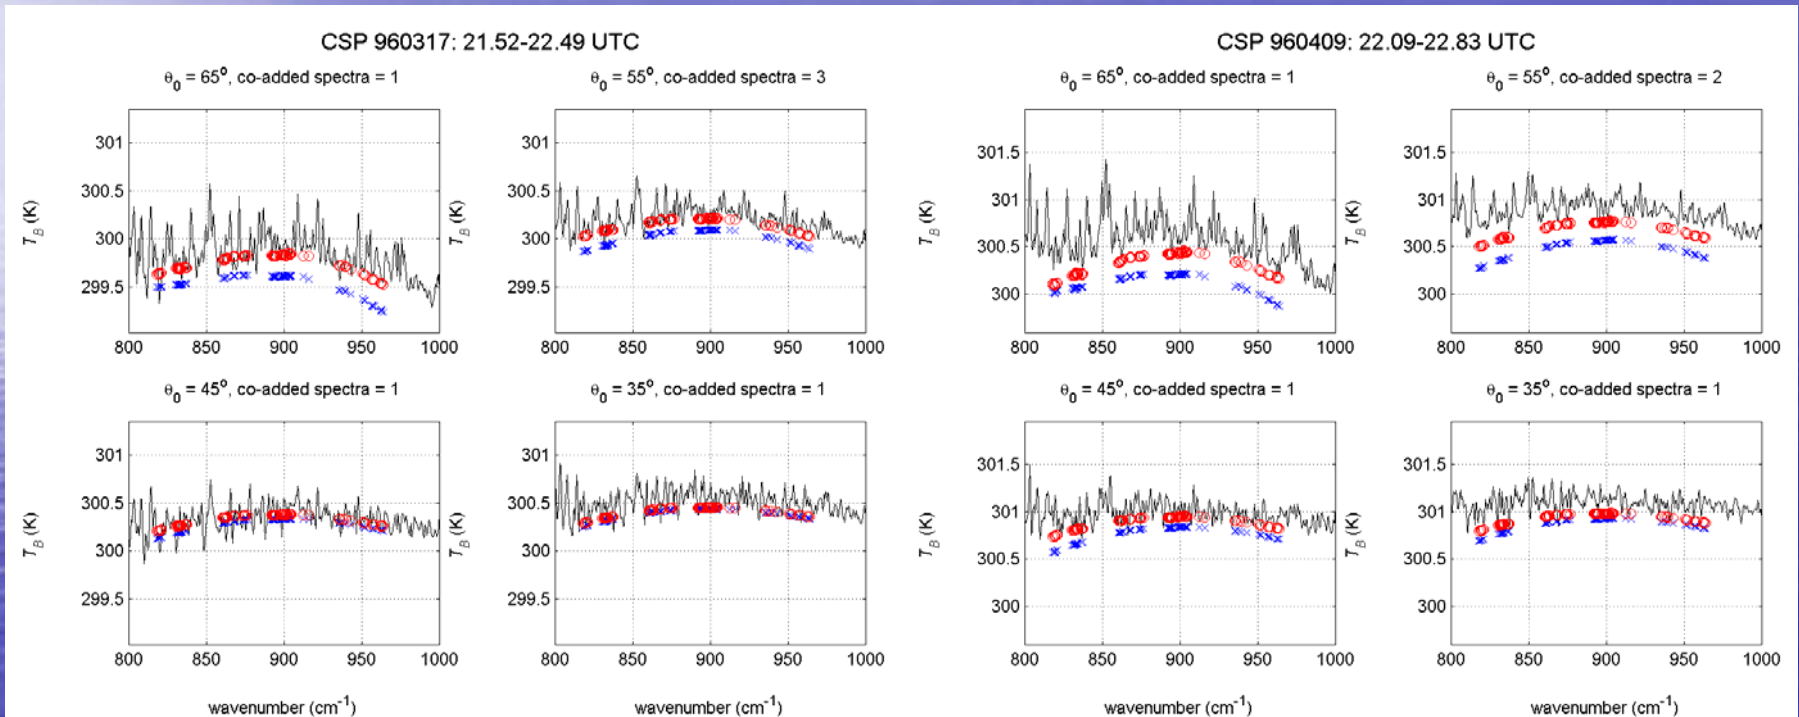 CSP 960317: 21.52-22.49 UTC
θ0 = 65o, co-added spectra = 1
θ0 = 55o, co-added spectra = 3
301
300.5
300
299.5
TB (K)
800 850 900 950 1000
301
300.5
300
299.5
TB (K)
800 850 900 950 1000
θ0 = 45o, co-added spectra = 1
θ0 = 35o, co-added spectra = 1
301
300.5
300
299.5
TB (K)
800 850 900 950 1000
wavenumber (cm-1)
301
300.5
300
299.5
TB (K)
800 850 900 950 1000
wavenumber (cm-1)
CSP 960409: 22.09-22.83 UTC
θ0 = 65o, co-added spectra = 1
θ0 = 55o, co-added spectra = 2
301.5
301
300.5
300
TB (K)
800 850 900 950 1000
301.5
301
300.5
300
TB (K)
800 850 900 950 1000
θ0 = 45o, co-added spectra = 1
θ0 = 35o, co-added spectra = 1
301.5
301
300.5
300
TB (K)
800 850 900 950 1000
wavenumber (cm-1)
301.5
301
300.5
300
TB (K)
800 850 900 950 1000
wavenumber (cm-1)